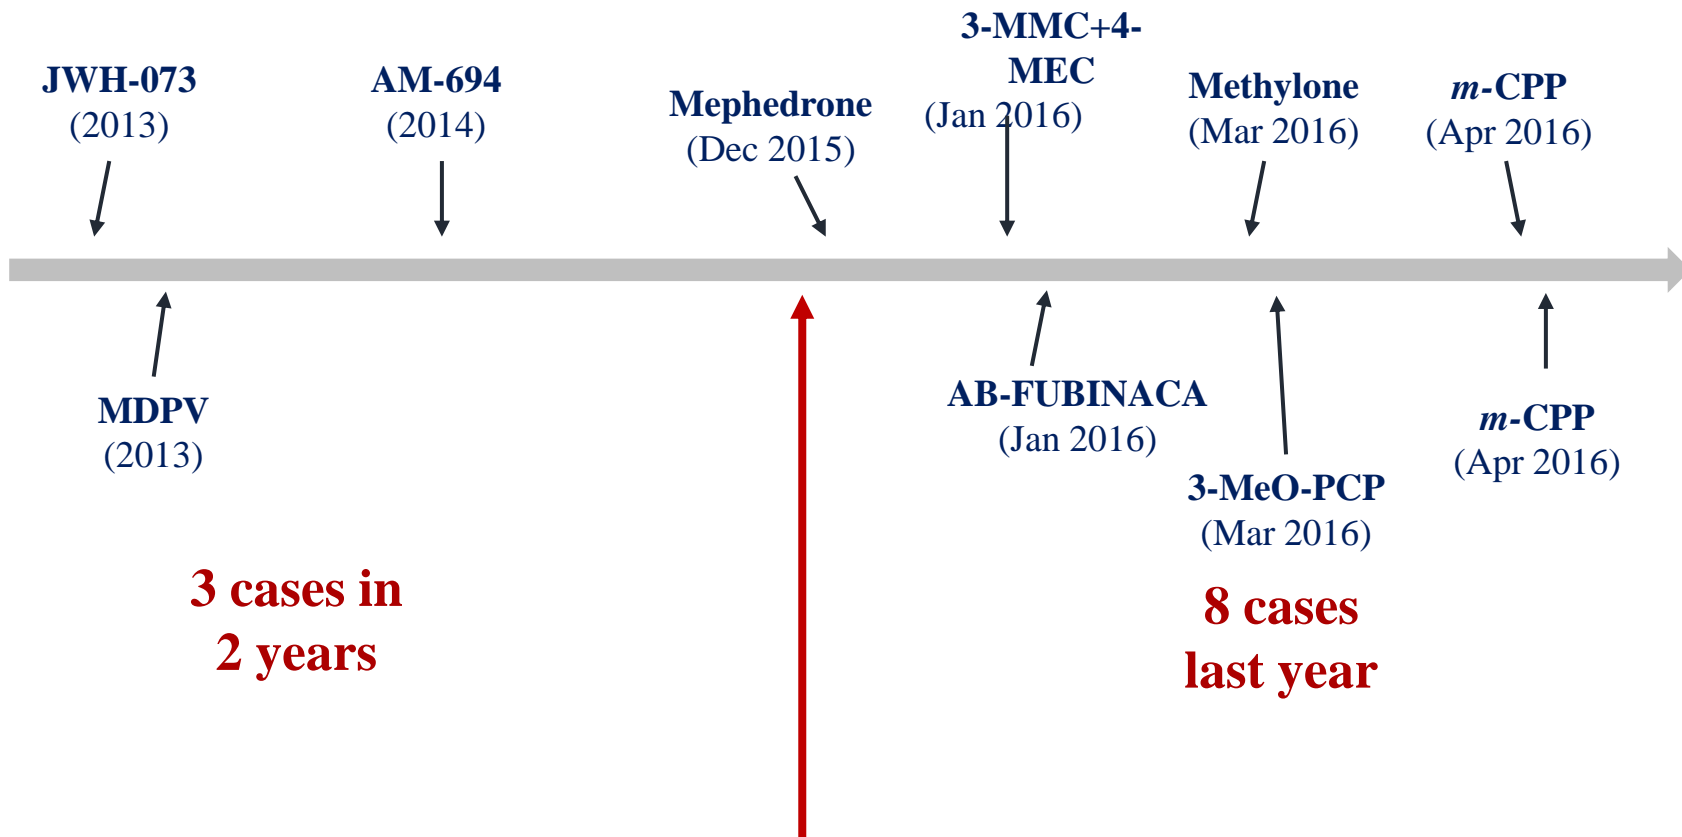 JWH-073
(2013)
AM-694
(2014)
Mephedrone
(Dec 2015)
3-MMC+4-
MEC
(Jan 2016)
Methylone
(Mar 2016)
m-CPP
(Apr 2016)
MDPV
(2013)
AB-FUBINACA
(Jan 2016)
3-MeO-PCP
(Mar 2016)
m-CPP
(Apr 2016)
3 cases in
2 years
8 cases
last year